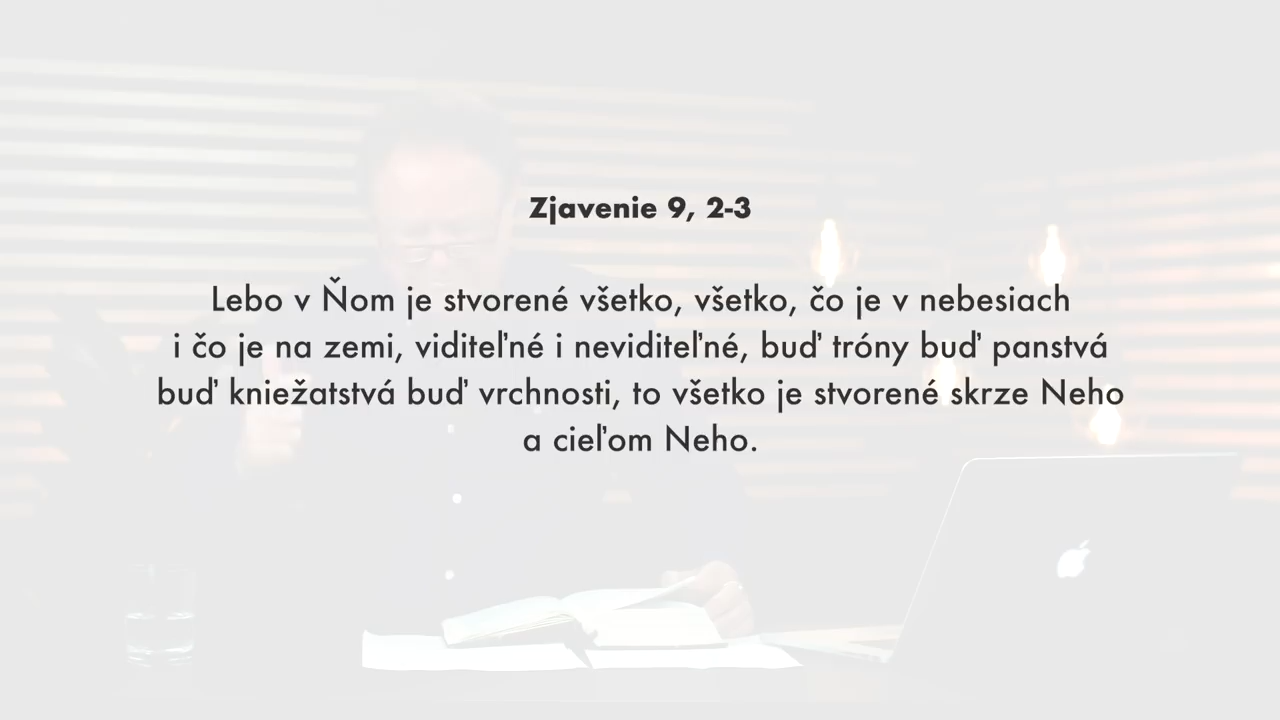 Zjavenie 9, 2-3
Lebo v Ňom je stvorené všetko, všetko, čo je v nebesiach
i čo je na zemi, viditeľné i neviditeľné, buď tróny buď panstvá
buď kniežatstvá buď vrchnosti, to všetko je stvorené skrze Neho
a cieľom Neho.